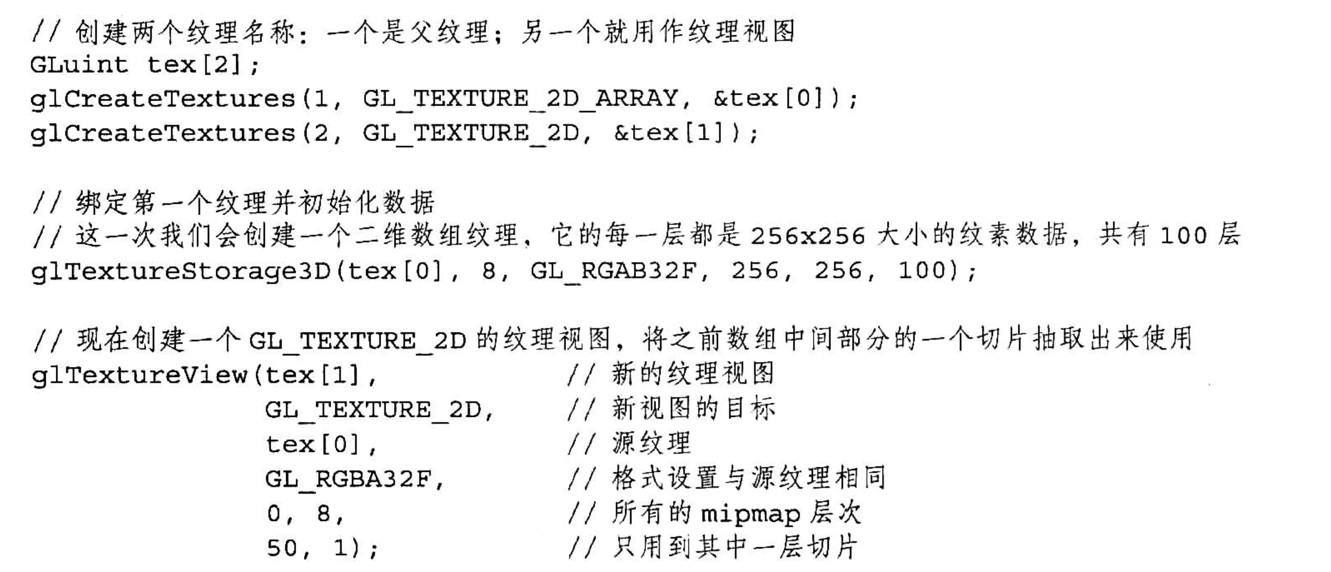 // 创建两个纹理名称：一个是父纹理；另一个就用作纹理视图
GLuint tex[2];
glCreateTextures(1, GL_TEXTURE_2D_ARRAY, &tex[0]);
glCreateTextures(2, GL_TEXTURE_2D, &tex[1]);
// 绑定第一个纹理并初始化数据
// 这一次我们会创建一个二维数组纹理，它的每一层都是 256x256 大小的纹素数据，共有 100 层
glTextureStorage3D(tex[0], 8, GL_RGAB32F, 256, 256, 100);
// 现在创建一个 GL_TEXTURE_2D 的纹理视图，将之前数组中间部分的一个切片抽取出来使用
glTextureView(tex[1], // 新的纹理视图
GL_TEXTURE_2D, // 新视图的目标
tex[0], // 源纹理
GL_RGBA32F, // 格式设置与源纹理相同
0, 8, // 所有的 mipmap 层次
50, 1); // 只用到其中一层切片